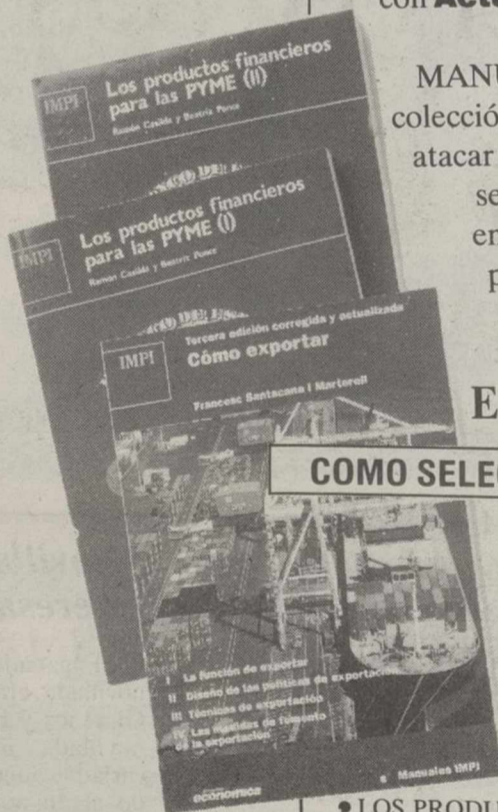 con Actu
MANU
colecció
atacar
se
en
p
E
COMO SELE
IMPI
Los productos financieros
para las PYME (II)
Ramón Casilda y Beatriz Ponce
IMPI
Los productos financieros
para las PYME (I)
Ramón Casilda y Beatriz Ponce
Tercera edición corregida y actualizada
IMPI
Cómo exportar
Francesc Santacana i Martorell
I La función de exportar
II Diseño de las políticas de exportación
III Técnicas de exportación
IV Las medidas de fomento
de la exportación
económica
Manuales IMPI
• LOS PRODU